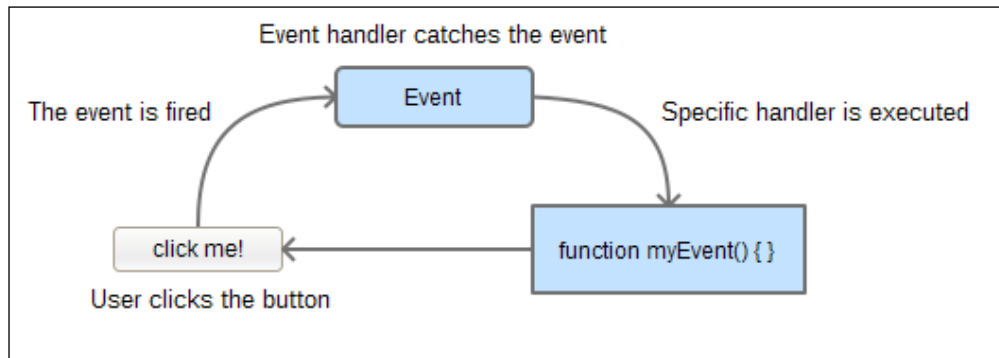 Event handler catches the event
Event
The event is fired
Specific handler is executed
click me!
function myEvent() { }
User clicks the button